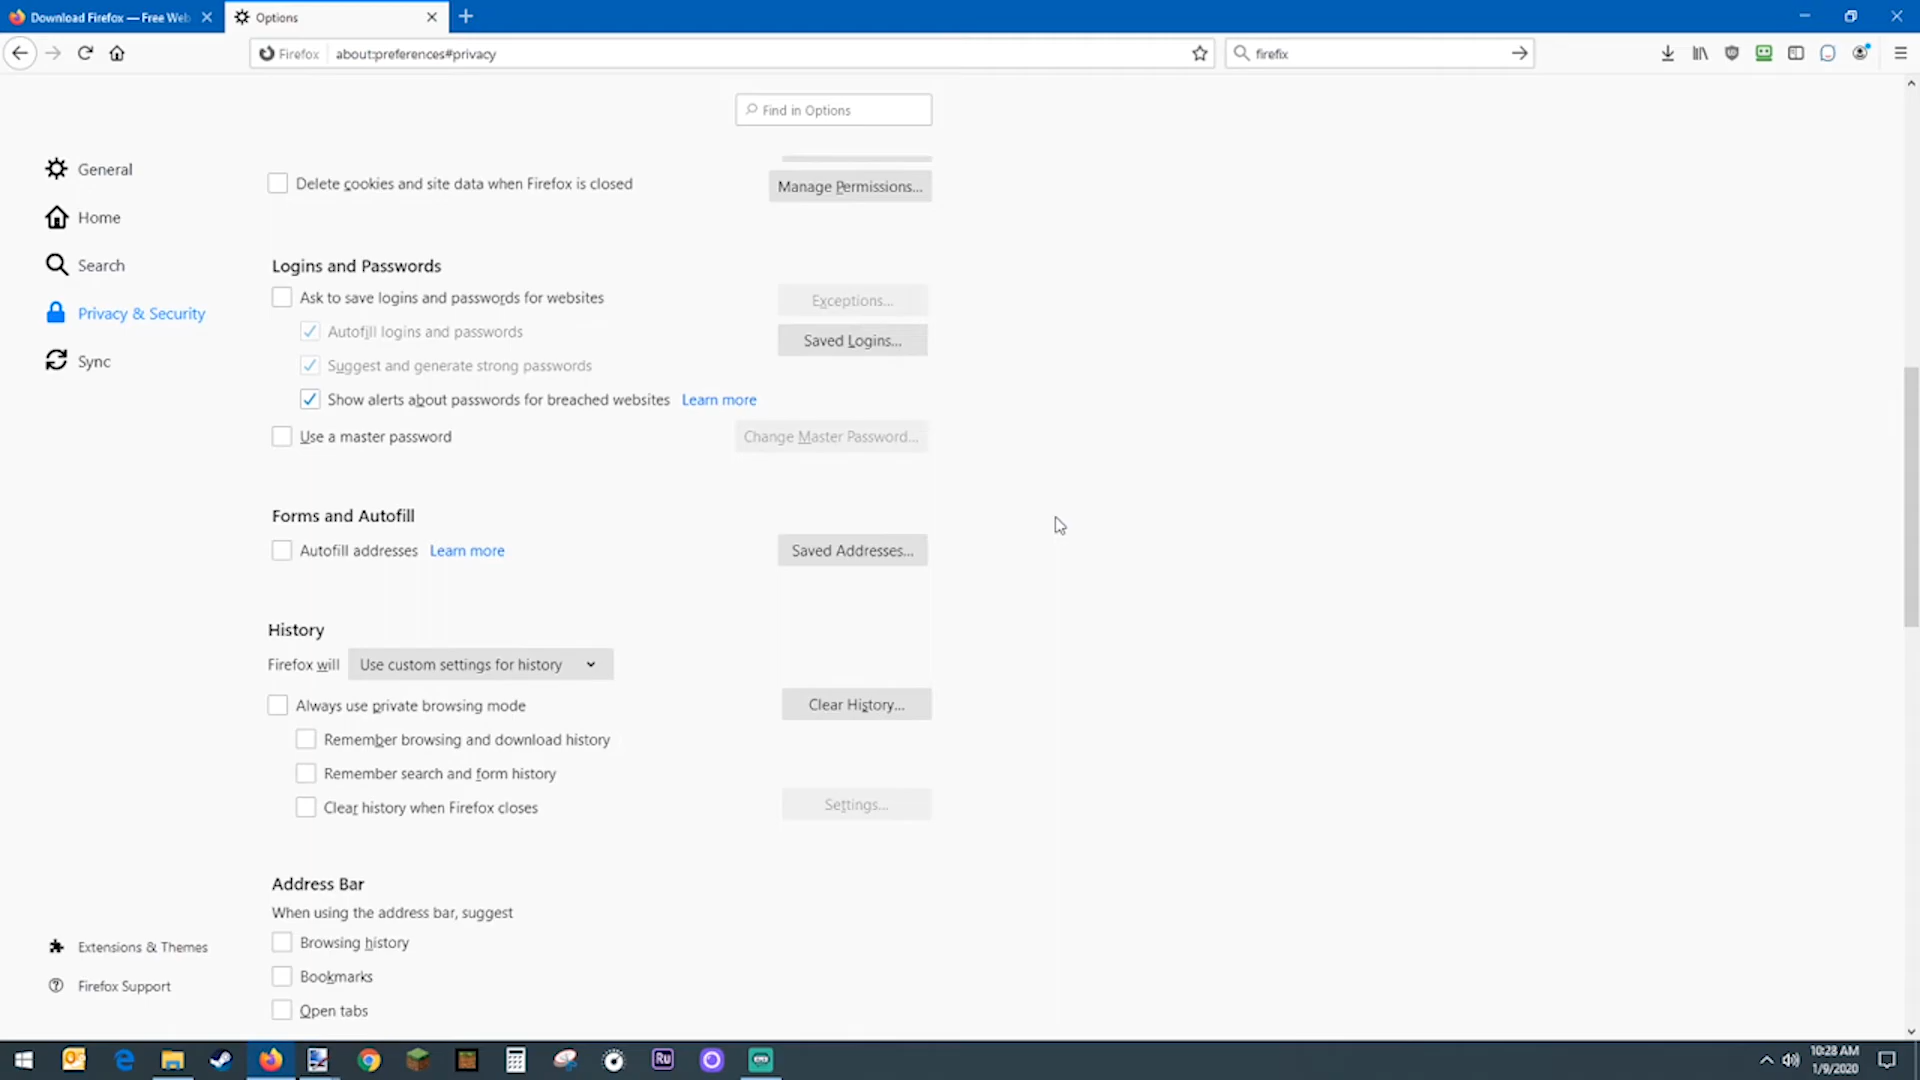 Download Firefox — Free Web
Options
Firefox
about:preferences#privacy
firefix
Find in Options
General
Home
Search
Privacy & Security
Sync
Extensions & Themes
Firefox Support
Delete cookies and site data when Firefox is closed
Manage Permissions...
Logins and Passwords
Ask to save logins and passwords for websites
Exceptions...
Autofill logins and passwords
Saved Logins...
Suggest and generate strong passwords
Show alerts about passwords for breached websites Learn more
Use a master password
Change Master Password...
Forms and Autofill
Autofill addresses Learn more
Saved Addresses...
History
Firefox will Use custom settings for history
Always use private browsing mode
Clear History...
Remember browsing and download history
Remember search and form history
Clear history when Firefox closes
Settings...
Address Bar
When using the address bar, suggest
Browsing history
Bookmarks
Open tabs
Ru
10:28 AM
1/9/2020